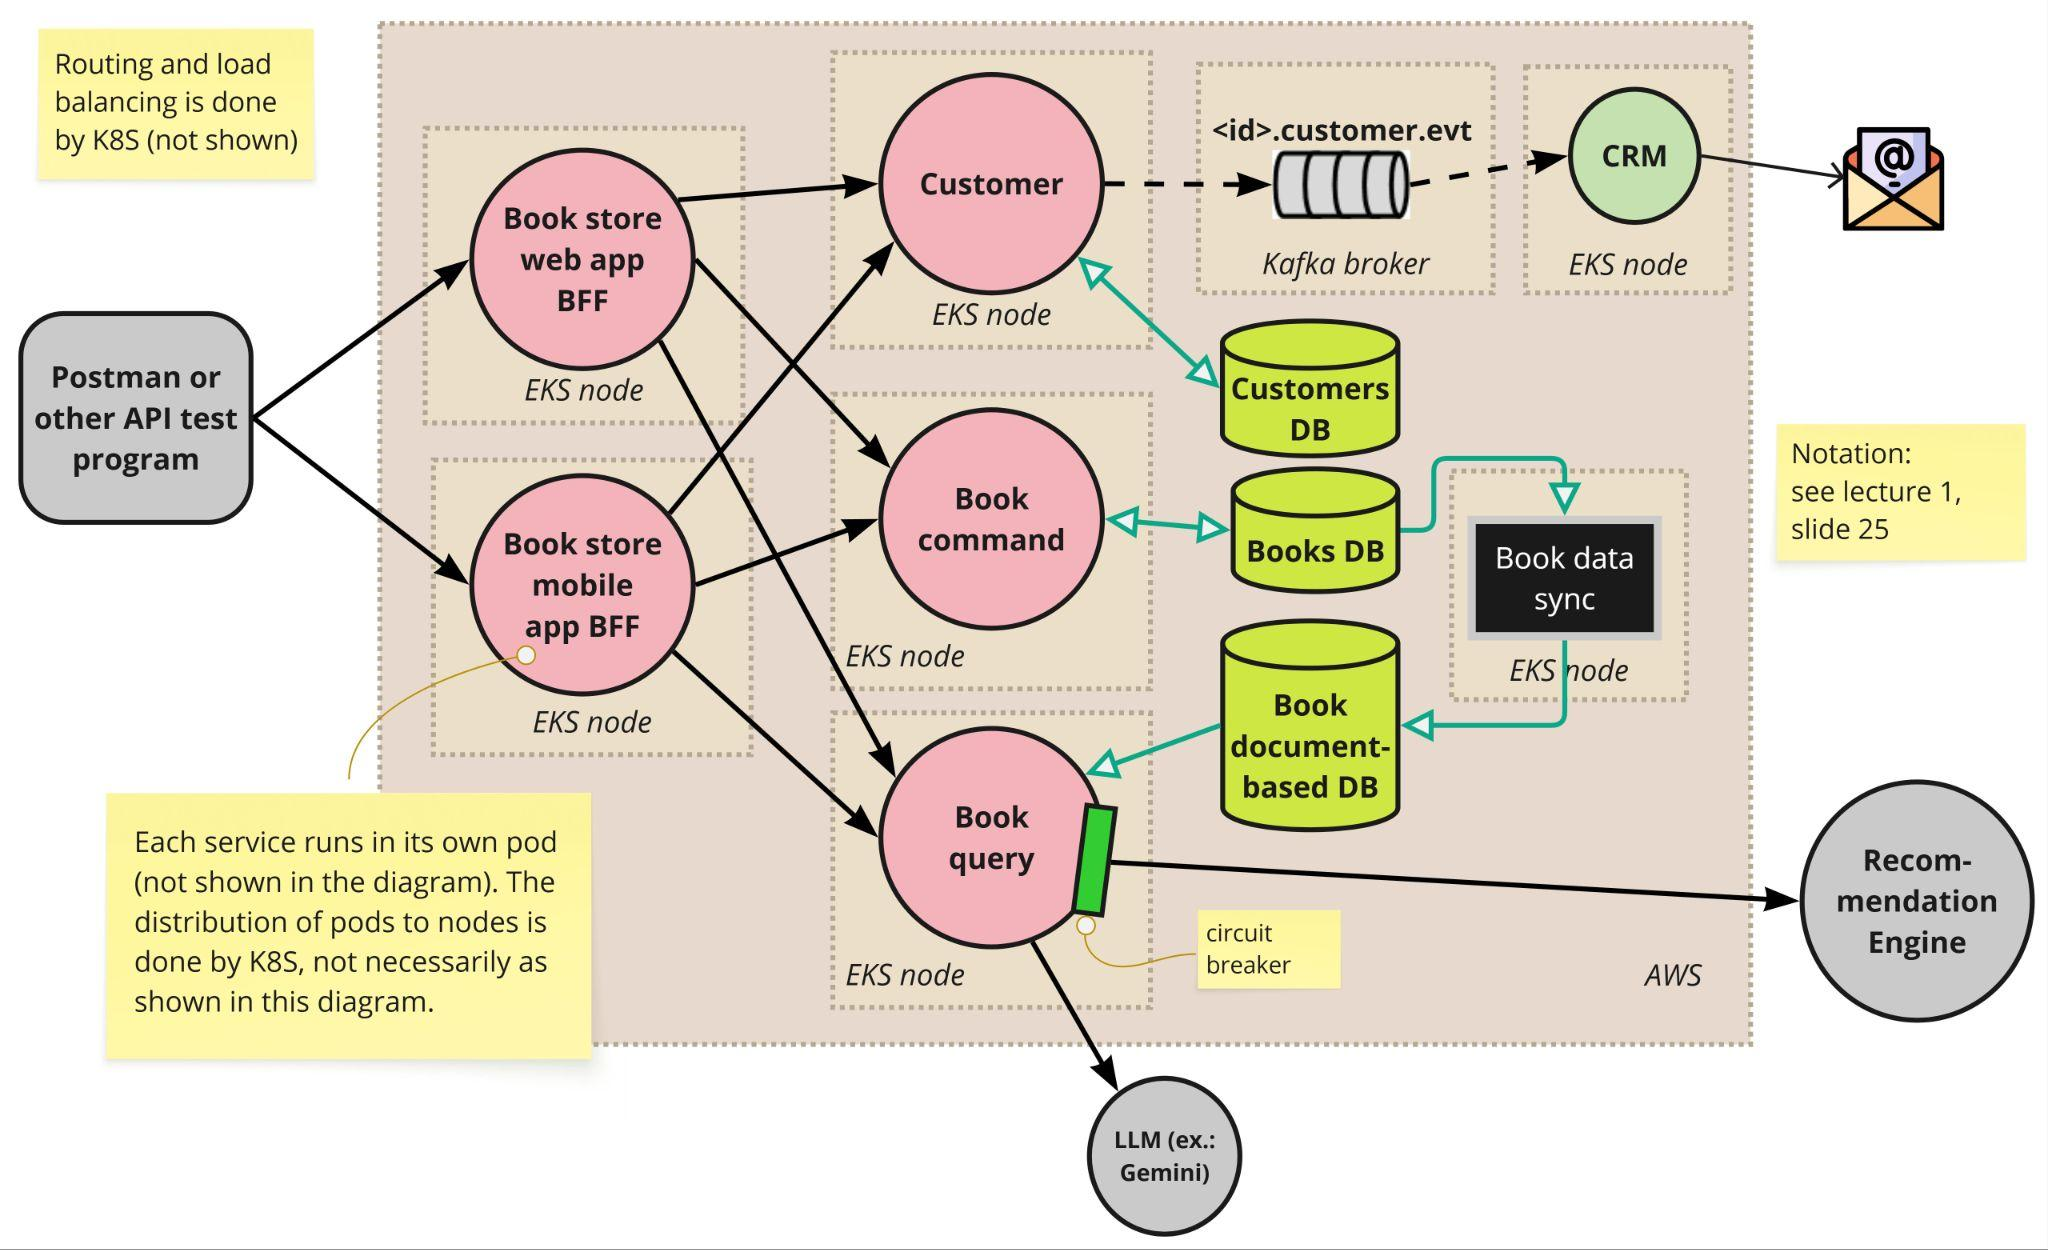 Routing and load
balancing is done
by K8S (not shown)
Postman or
other API test
program
Book store
web app
BFF
EKS node
Book store
mobile
app BFF
EKS node
Each service runs in its own pod
(not shown in the diagram). The
distribution of pods to nodes is
done by K8S, not necessarily as
shown in this diagram.
Customer
EKS node
Book
command
EKS node
Book
query
EKS node
circuit
breaker
<id>.customer.evt
Kafka broker
CRM
EKS node
@
Customers
DB
Books DB
Book
document-
based DB
Book data
sync
EKS node
AWS
Notation:
see lecture 1,
slide 25
Recom-
mendation
Engine
LLM (ex.:
Gemini)